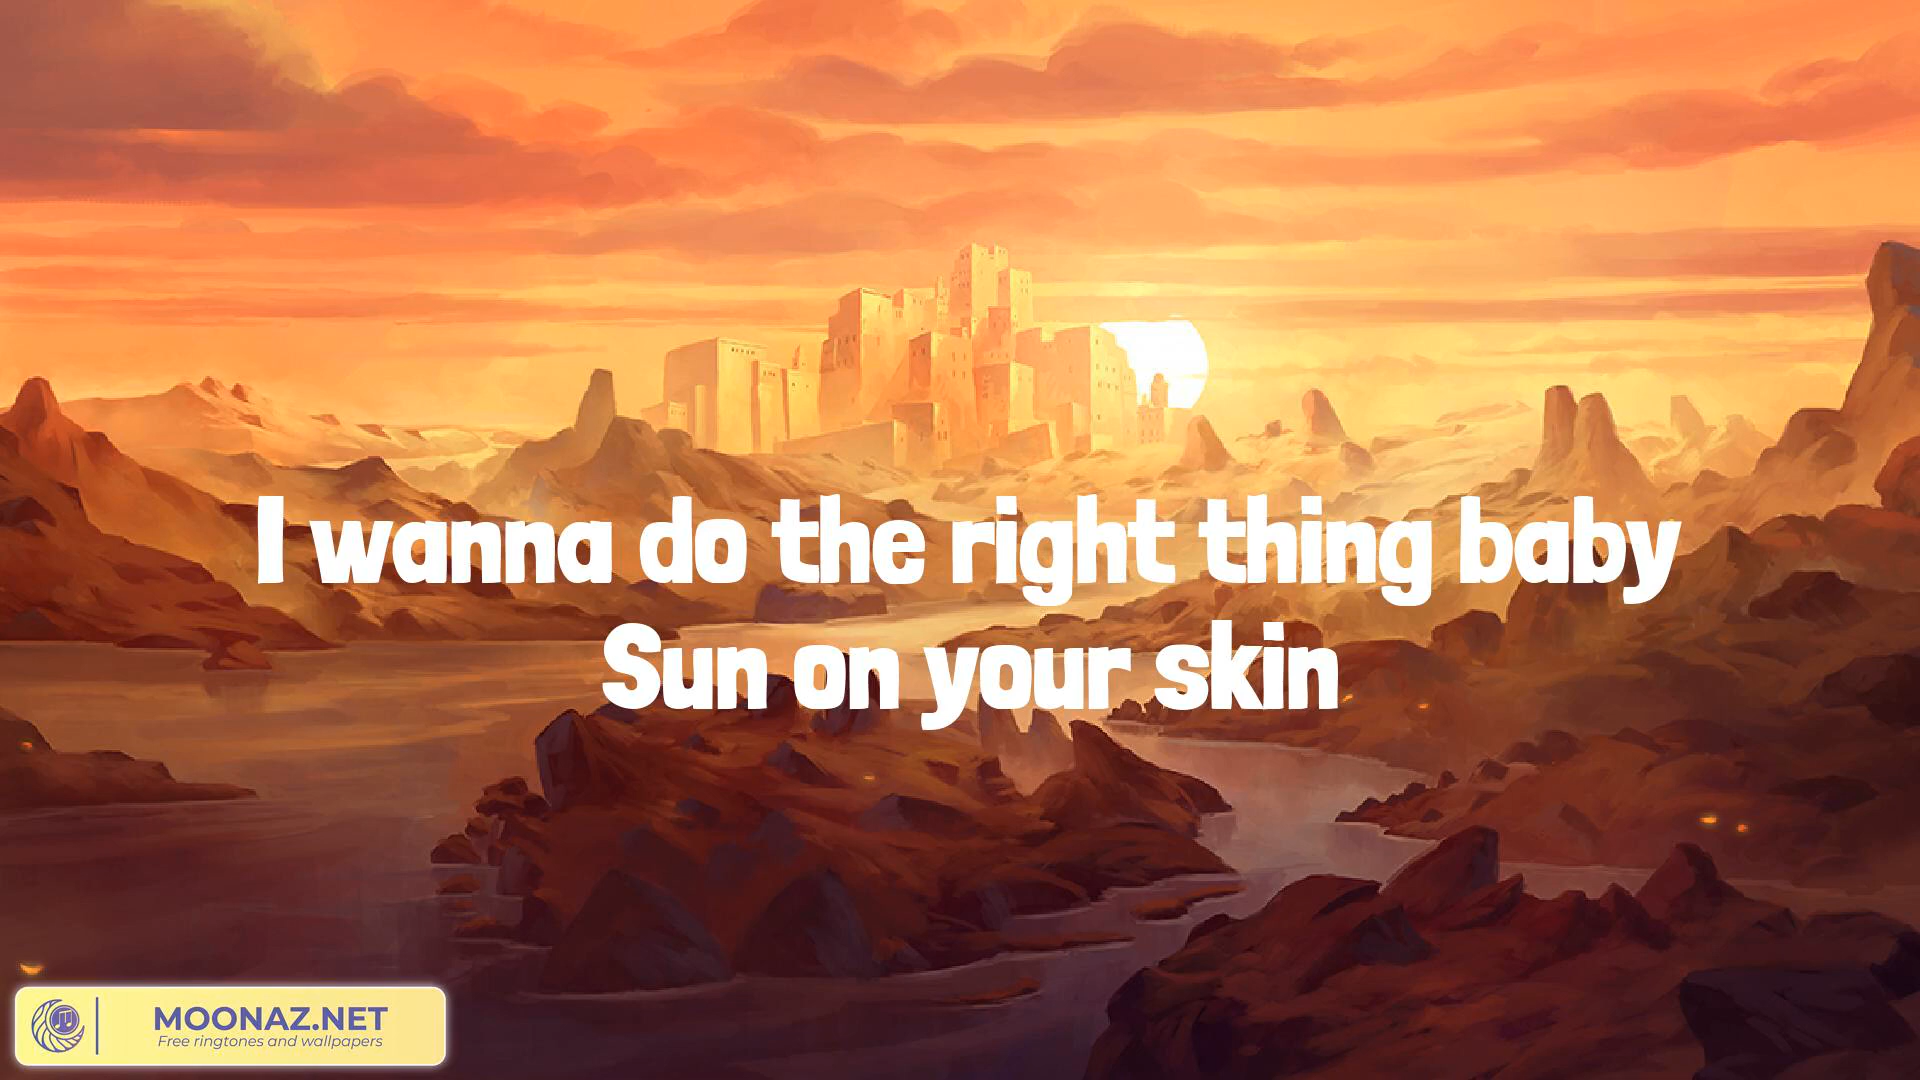 I wanna do the right thing baby
Sun on your skin
MOONAZ.NET
Free ringtones and wallpapers